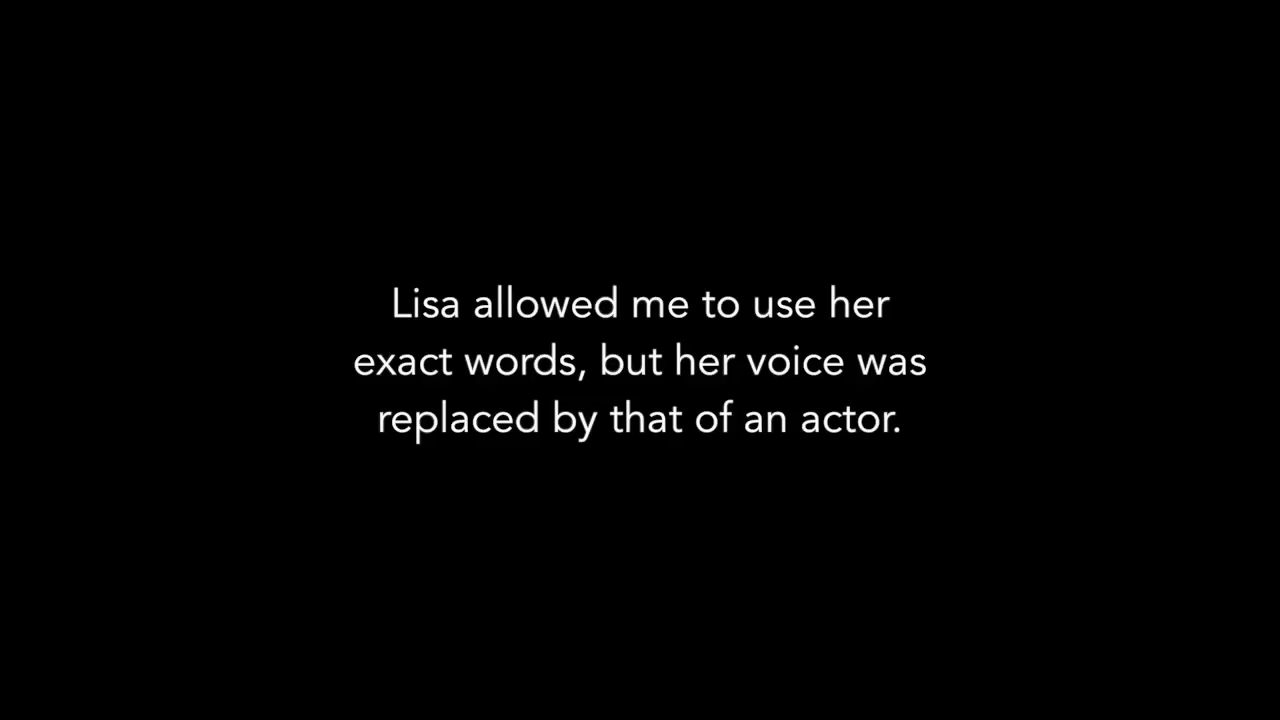 Lisa allowed me to use her
exact words, but her voice was
replaced by that of an actor.